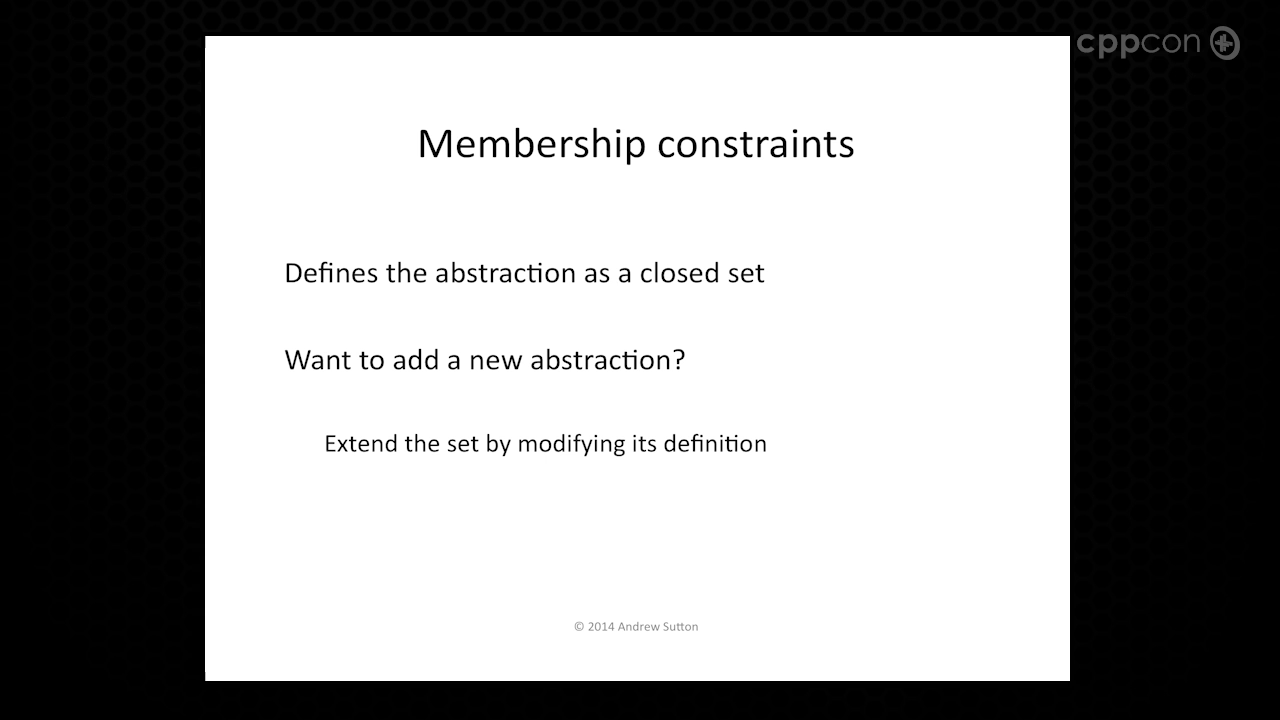 cppcon
Membership constraints
Defines the abstraction as a closed set
Want to add a new abstraction?
Extend the set by modifying its definition
© 2014 Andrew Sutton